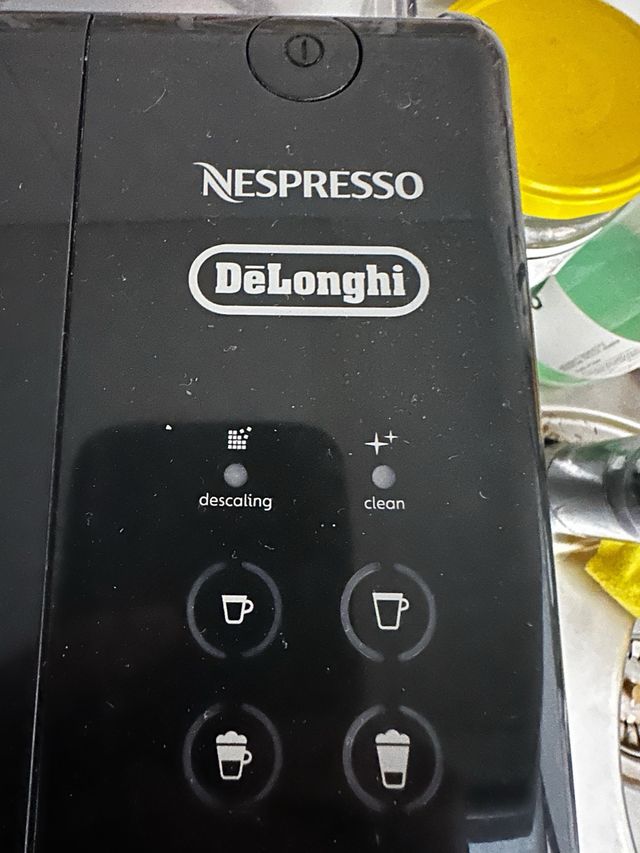 NESPRESSO
DēLonghi
descaling
clean